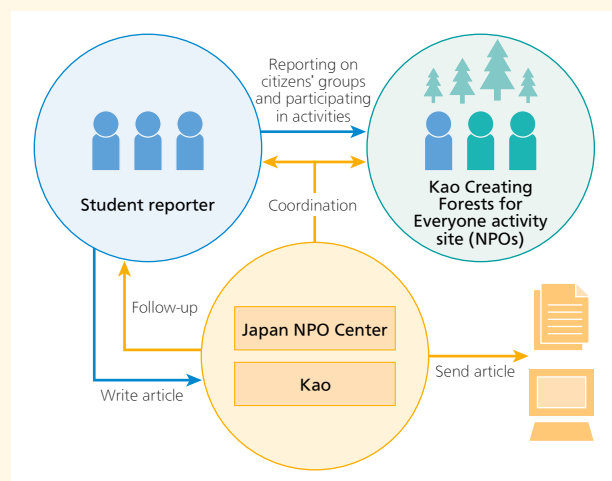 Reporting on
citizens' groups
and participating
in activities
Student reporter
Coordination
Kao Creating
Forests for
Everyone activity
site (NPOs)
Follow-up
Japan NPO Center
Kao
Send article
Write article